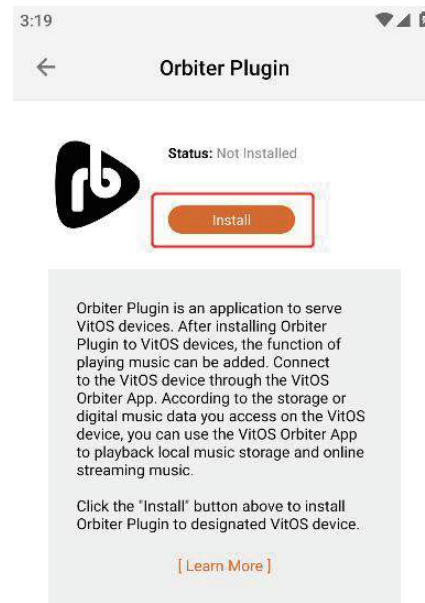 3:19
Orbiter Plugin
Status: Not Installed
Install
Orbiter Plugin is an application to serve
VitOS devices. After installing Orbiter
Plugin to VitOS devices, the function of
playing music can be added. Connect
to the VitOS device through the VitOS
Orbiter App. According to the storage or
digital music data you access on the VitOS
device, you can use the VitOS Orbiter App
to playback local music storage and online
streaming music.
Click the "Install" button above to install
Orbiter Plugin to designated VitOS device.
[ Learn More ]